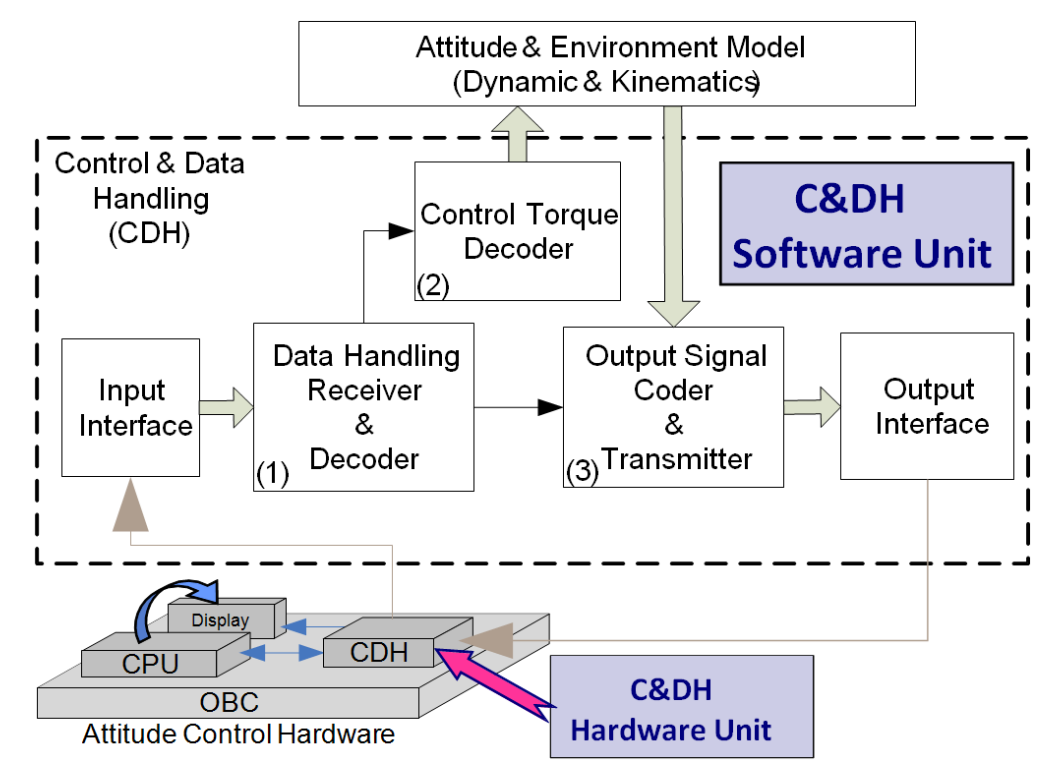 Attitude & Environment Model
(Dynamic & Kinematics)
Control & Data
Handling
(CDH)
Control Torque
Decoder
(2)
C&DH
Software Unit
Input
Interface
Data Handling
Receiver
&
Decoder
(1)
Output Signal
Coder
&
Transmitter
(3)
Output
Interface
Display
CPU
CDH
OBC
Attitude Control Hardware
C&DH
Hardware Unit